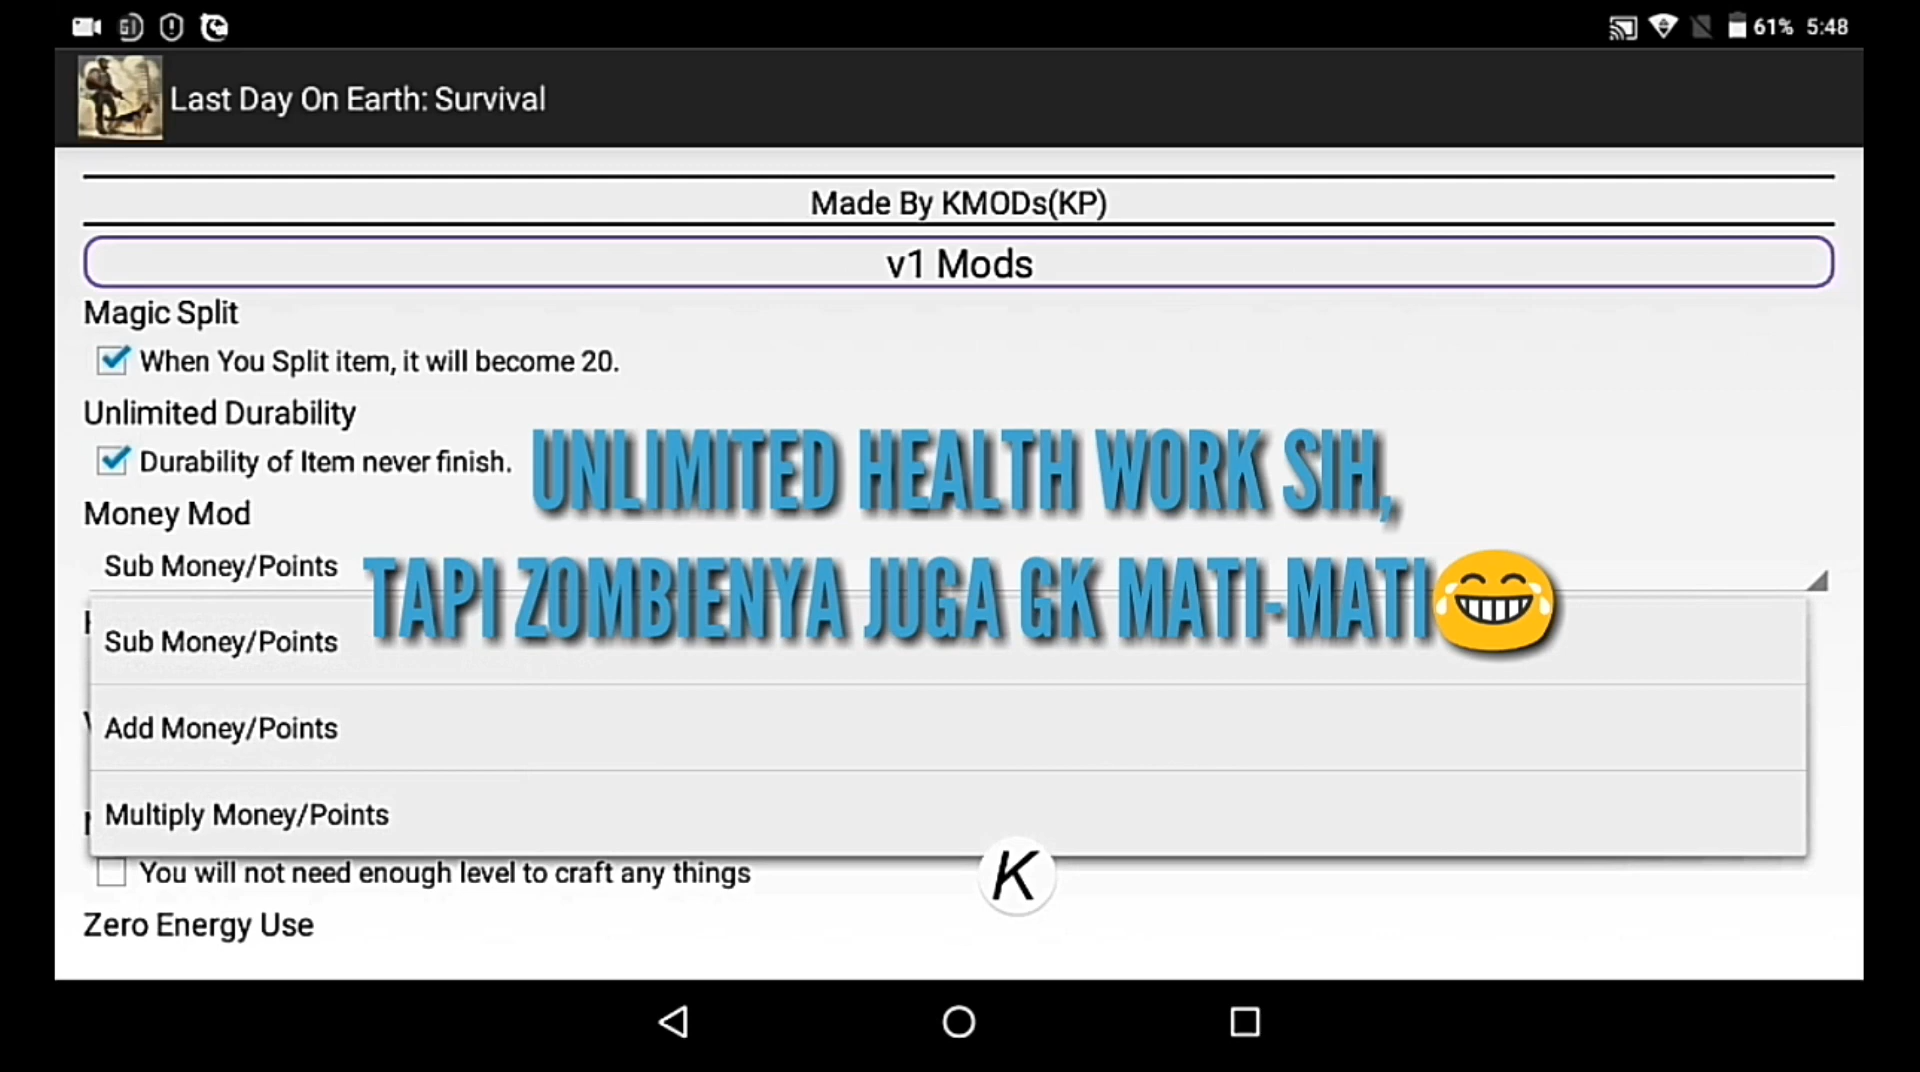 61% 5:48
Last Day On Earth: Survival
Made By KMODs(KP)
v1 Mods
Magic Split
When You Split item, it will become 20.
Unlimited Durability
Durability of Item never finish.
UNLIMITED HEALTH WORK SIH,
Money Mod
Sub Money/Points
TAPI ZOMBIENYA JUGA GK MATI-MATI😂
Sub Money/Points
Add Money/Points
Multiply Money/Points
You will not need enough level to craft any things
K
Zero Energy Use